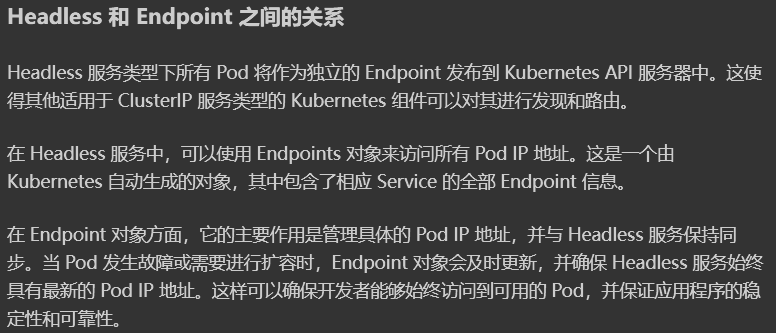 Headless 和 Endpoint 之间的关系
Headless 服务类型下所有 Pod 将作为独立的 Endpoint 发布到 Kubernetes API 服务器中。这使
得其他适用于 ClusterIP 服务类型的 Kubernetes 组件可以对其进行发现和路由。
在 Headless 服务中，可以使用 Endpoints 对象来访问所有 Pod IP 地址。这是一个由
Kubernetes 自动生成的对象，其中包含了相应 Service 的全部 Endpoint 信息。
在 Endpoint 对象方面，它的主要作用是管理具体的 Pod IP 地址，并与 Headless 服务保持同
步。当 Pod 发生故障或需要进行扩容时，Endpoint 对象会及时更新，并确保 Headless 服务始终
具有最新的 Pod IP 地址。这样可以确保开发者能够始终访问到可用的 Pod，并保证应用程序的稳
定性和可靠性。